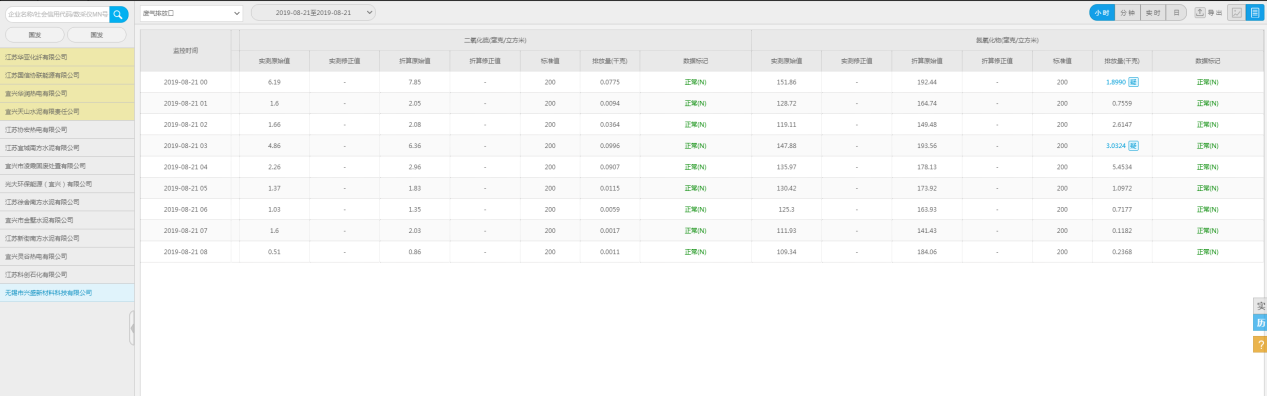 企业名称/社会信用代码/数采仪MN号
废气排放口
2019-08-21至2019-08-21
小时 分钟 实时 日
导出
国发 国发
江苏华亚化纤有限公司
江苏国信协联能源有限公司
宜兴华润热电有限公司
宜兴天山水泥有限责任公司
江苏协宏热电有限公司
江苏宜城南方水泥有限公司
宜兴市凌霞固废处置有限公司
光大环保能源（宜兴）有限公司
江苏徐舍南方水泥有限公司
宜兴市金墅水泥有限公司
江苏新街南方水泥有限公司
宜兴灵谷热电有限公司
江苏科创石化有限公司
无锡市兴盛新材料科技有限公司
监控时间 二氧化硫(毫克/立方米) 氮氧化物(毫克/立方米)
实测原始值 实测修正值 折算原始值 折算修正值 标准值 排放量(千克) 数据标记 实测原始值 实测修正值 折算原始值 折算修正值 标准值 排放量(千克) 数据标记
2019-08-21 00 6.19 - 7.85 - 200 0.0775 正常(N) 151.86 - 192.44 - 200 1.8990 疑 正常(N)
2019-08-21 01 1.6 - 2.05 - 200 0.0094 正常(N) 128.72 - 164.74 - 200 0.7559 正常(N)
2019-08-21 02 1.66 - 2.08 - 200 0.0364 正常(N) 119.11 - 149.48 - 200 2.6147 正常(N)
2019-08-21 03 4.86 - 6.36 - 200 0.0996 正常(N) 147.88 - 193.56 - 200 3.0324 疑 正常(N)
2019-08-21 04 2.26 - 2.96 - 200 0.0907 正常(N) 135.97 - 178.13 - 200 5.4534 正常(N)
2019-08-21 05 1.37 - 1.83 - 200 0.0115 正常(N) 130.42 - 173.92 - 200 1.0972 正常(N)
2019-08-21 06 1.03 - 1.35 - 200 0.0059 正常(N) 125.3 - 163.93 - 200 0.7177 正常(N)
2019-08-21 07 1.6 - 2.03 - 200 0.0017 正常(N) 111.93 - 141.43 - 200 0.1182 正常(N)
2019-08-21 08 0.51 - 0.86 - 200 0.0011 正常(N) 109.34 - 184.06 - 200 0.2368 正常(N)
实
历
?